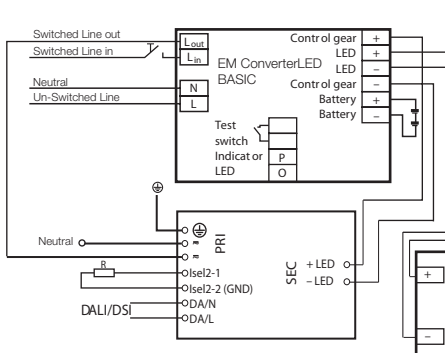 Switched Line out
Switched Line in
Neutral
Un-Switched Line
Lout
Lin
N
L
EM ConverterLED
BASIC
Control gear +
LED +
LED –
Control gear –
Battery +
Battery –
Test
switch
Indicator P
LED O
Neutral
PRI
≈
≈
R
Isel2-1
Isel2-2 (GND)
DALI/DSI
DA/N
DA/L
SEC
+ LED
– LED
+
–